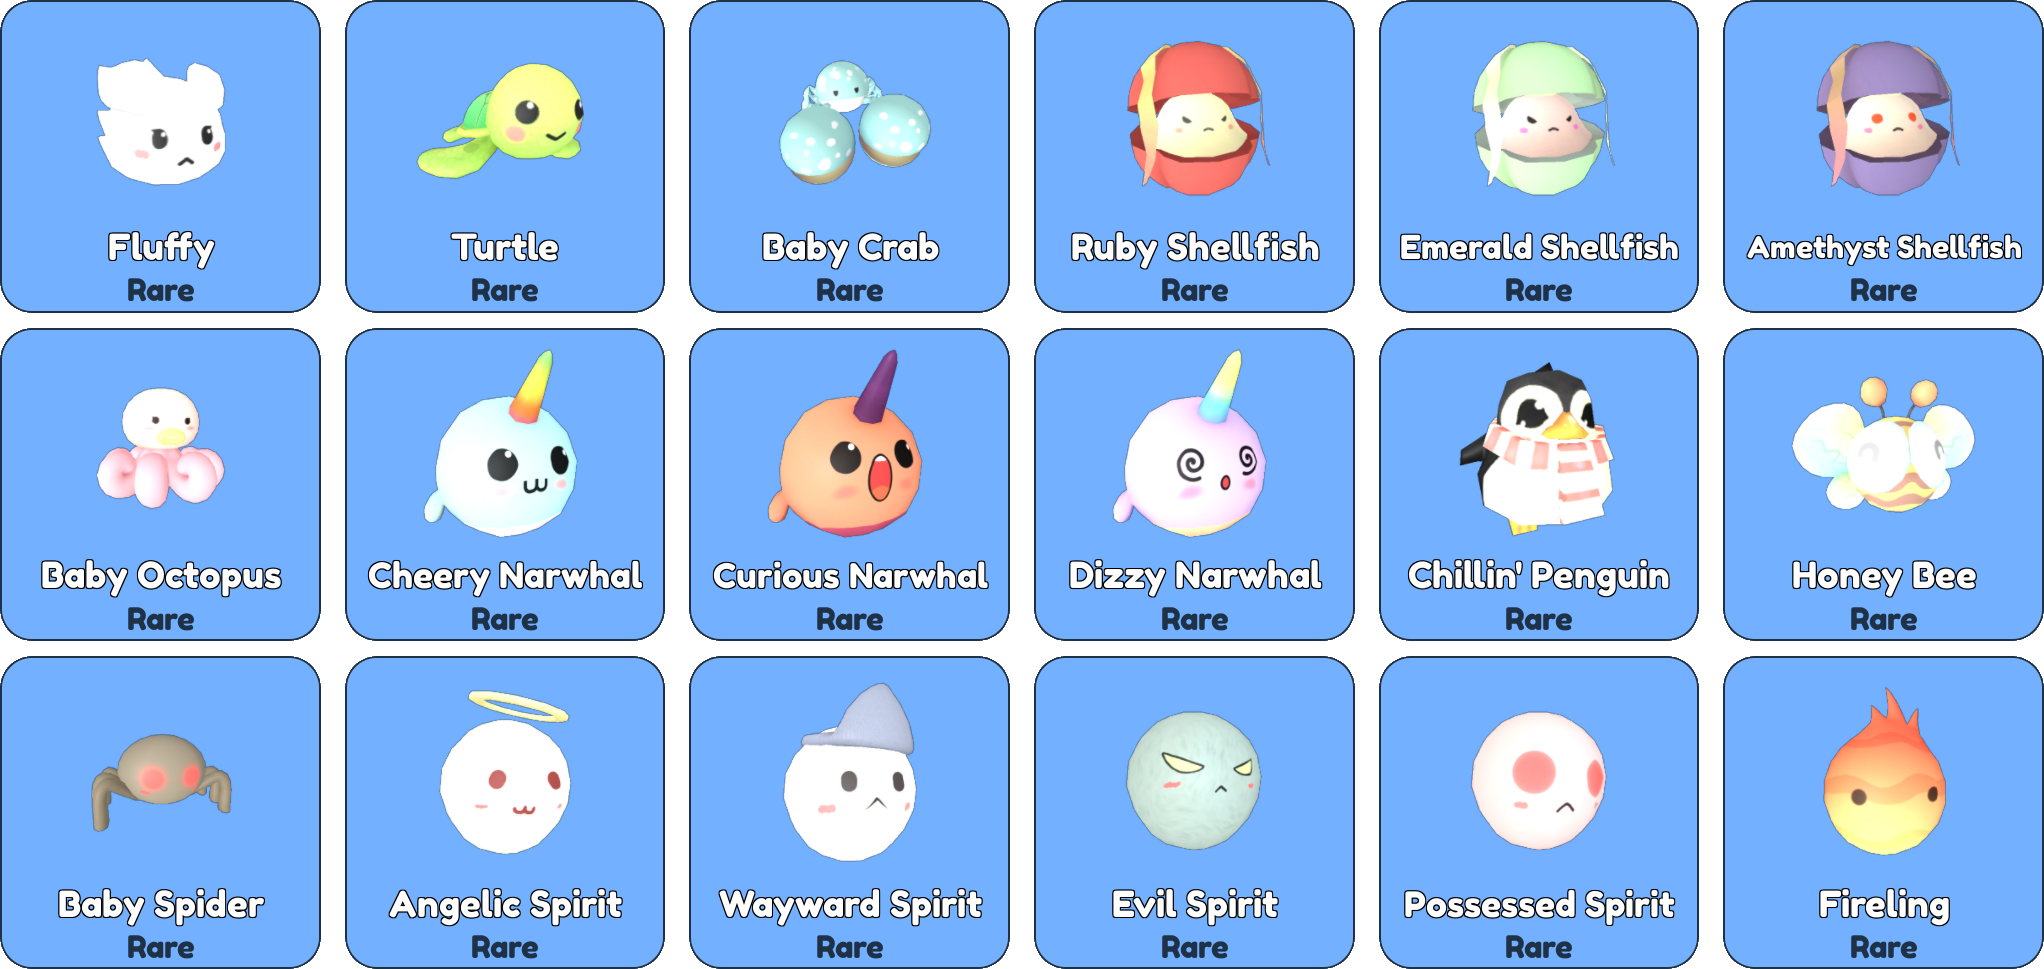 Fluffy
Rare
Turtle
Rare
Baby Crab
Rare
Ruby Shellfish
Rare
Emerald Shellfish
Rare
Amethyst Shellfish
Rare
Baby Octopus
Rare
Cheery Narwhal
Rare
Curious Narwhal
Rare
Dizzy Narwhal
Rare
Chillin' Penguin
Rare
Honey Bee
Rare
Baby Spider
Rare
Angelic Spirit
Rare
Wayward Spirit
Rare
Evil Spirit
Rare
Possessed Spirit
Rare
Fireling
Rare